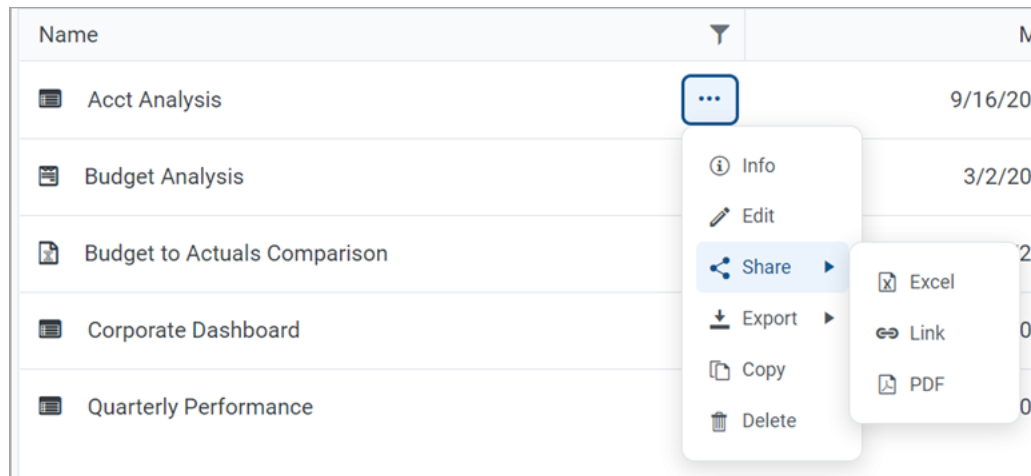 Name
Acct Analysis
9/16/20
Info
Budget Analysis
3/2/20
Edit
Budget to Actuals Comparison
Share
Excel
Export
Corporate Dashboard
Link
Copy
PDF
Quarterly Performance
Delete